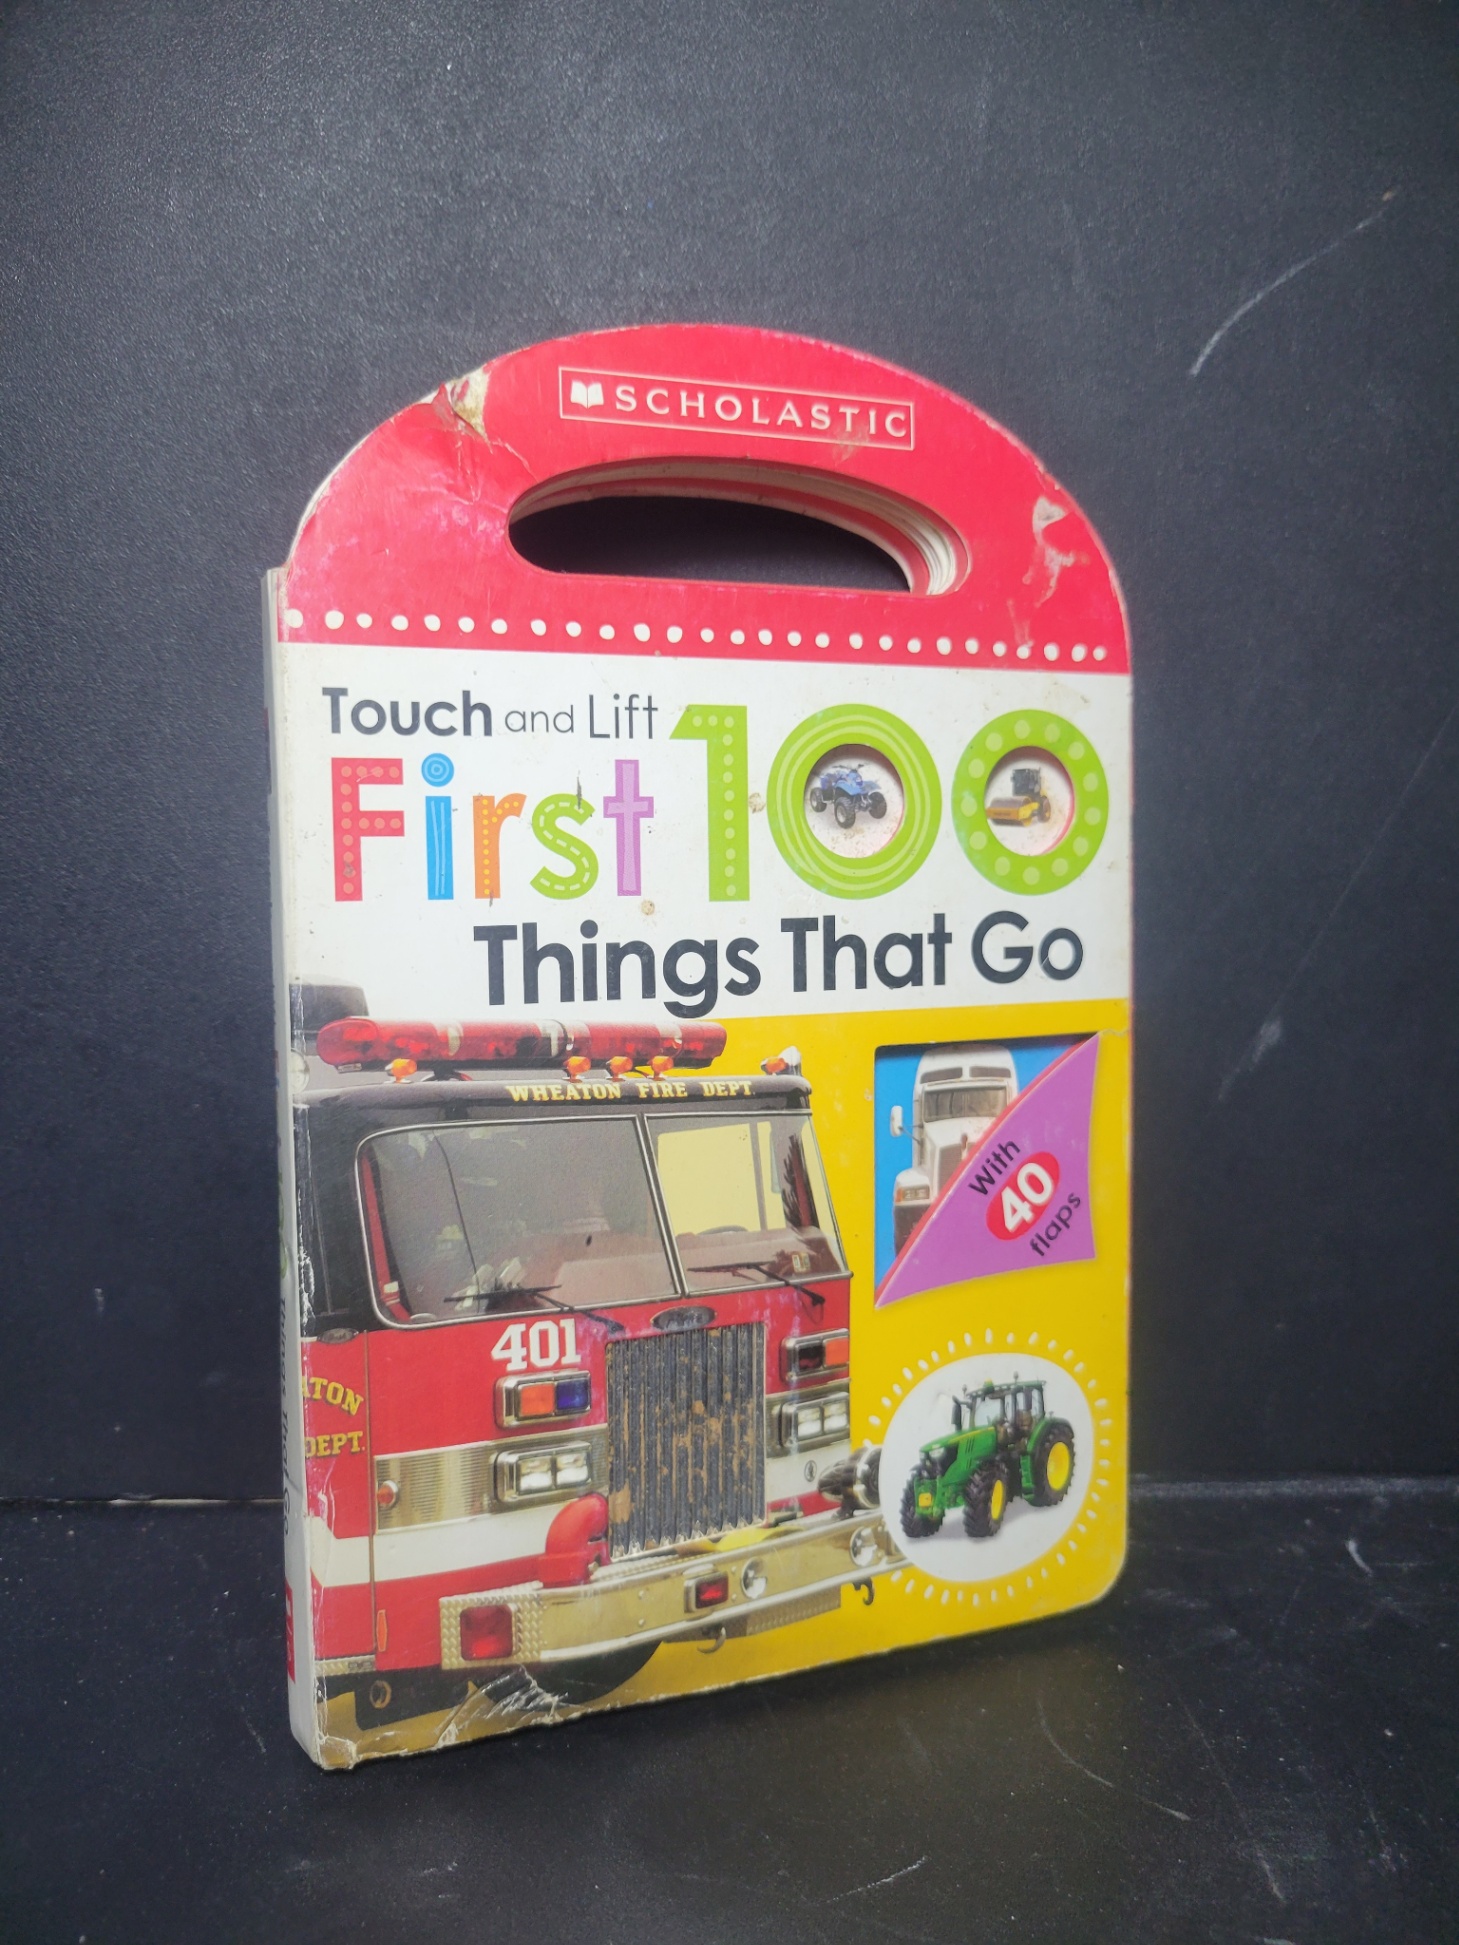 SCHOLASTIC
Touch and Lift
First 100
Things That Go
WHEATON FIRE DEPT.
With
40
flaps
401
ATON
DEPT.